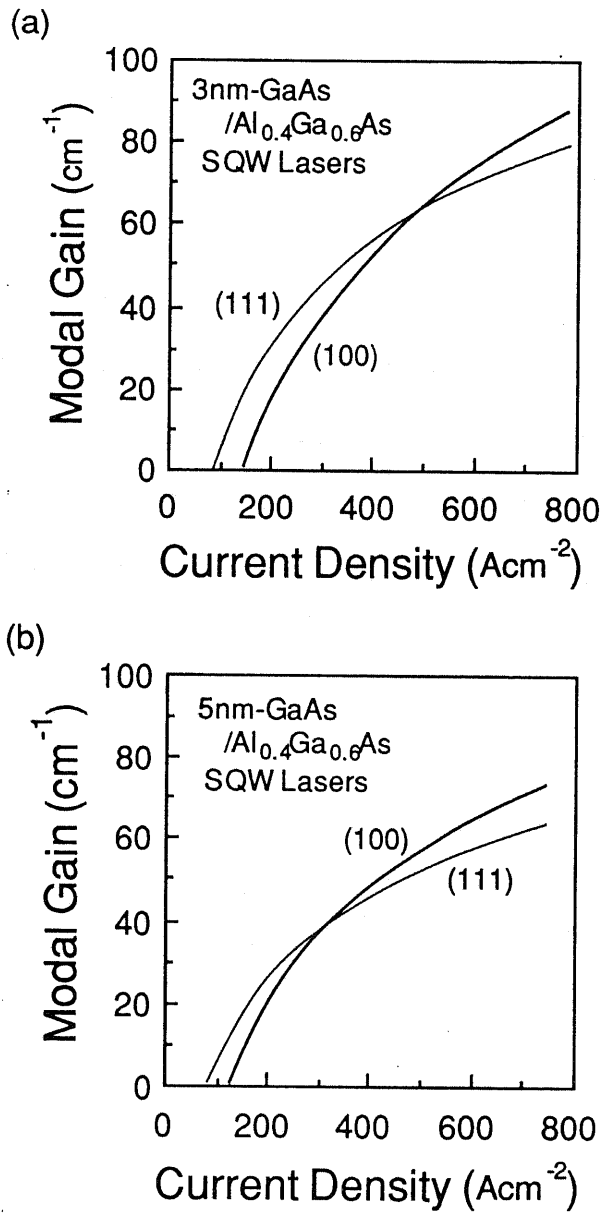 (a)
100
80
60
40
20
0
Modal Gain (cm⁻¹)
3nm-GaAs
/Al₀.₄Ga₀.₆As
SQW Lasers
(111)
(100)
0 200 400 600 800
Current Density (Acm⁻²)
(b)
100
80
60
40
20
0
Modal Gain (cm⁻¹)
5nm-GaAs
/Al₀.₄Ga₀.₆As
SQW Lasers
(100)
(111)
0 200 400 600 800
Current Density (Acm⁻²)